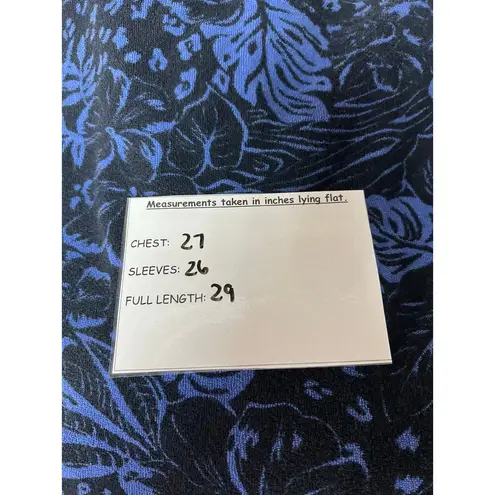 Measurements taken in inches lying flat.
CHEST: 27
SLEEVES: 26
FULL LENGTH: 29